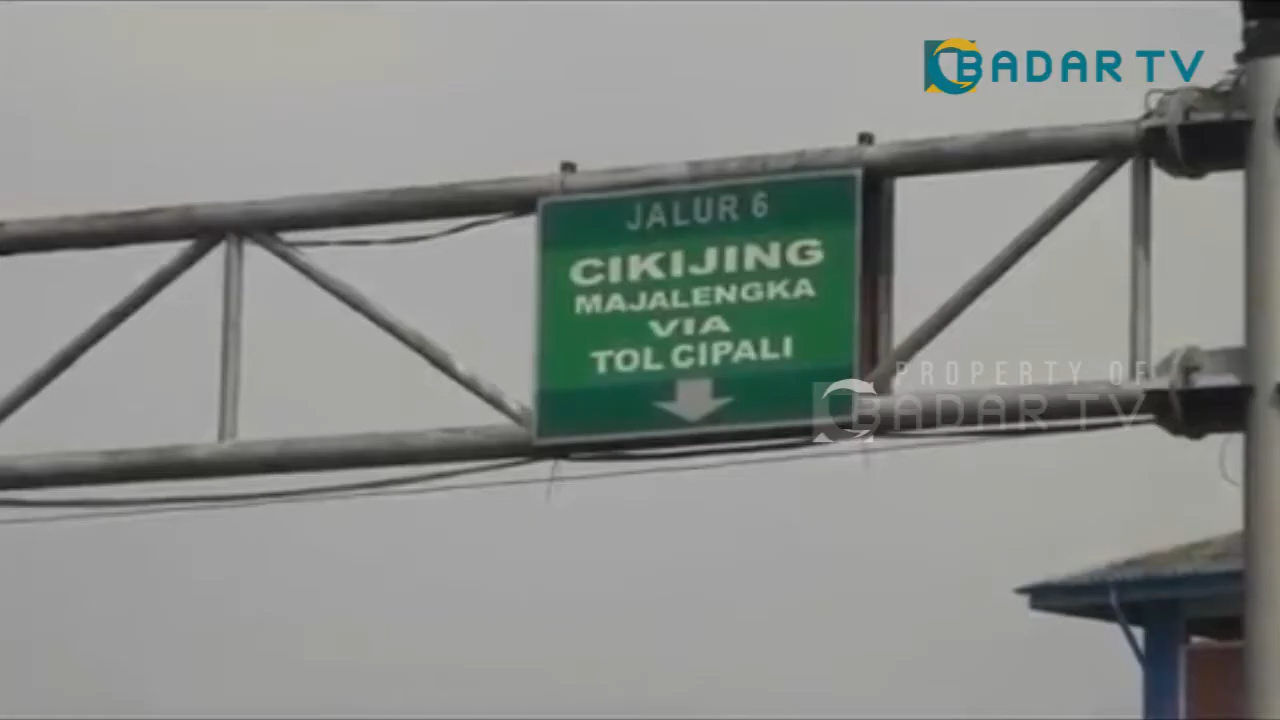 BADAR TV
JALUR 6
CIKIJING
MAJALENGKA
VIA
TOL CIPALI
PROPERTY OF
BADAR TV